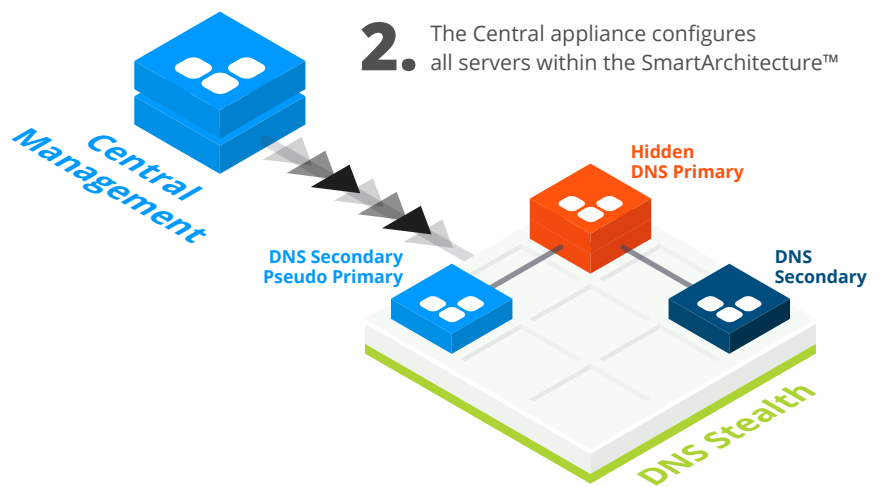 2. The Central appliance configures
all servers within the SmartArchitecture™
Central
Management
Hidden
DNS Primary
DNS Secondary
Pseudo Primary
DNS
Secondary
DNS Stealth